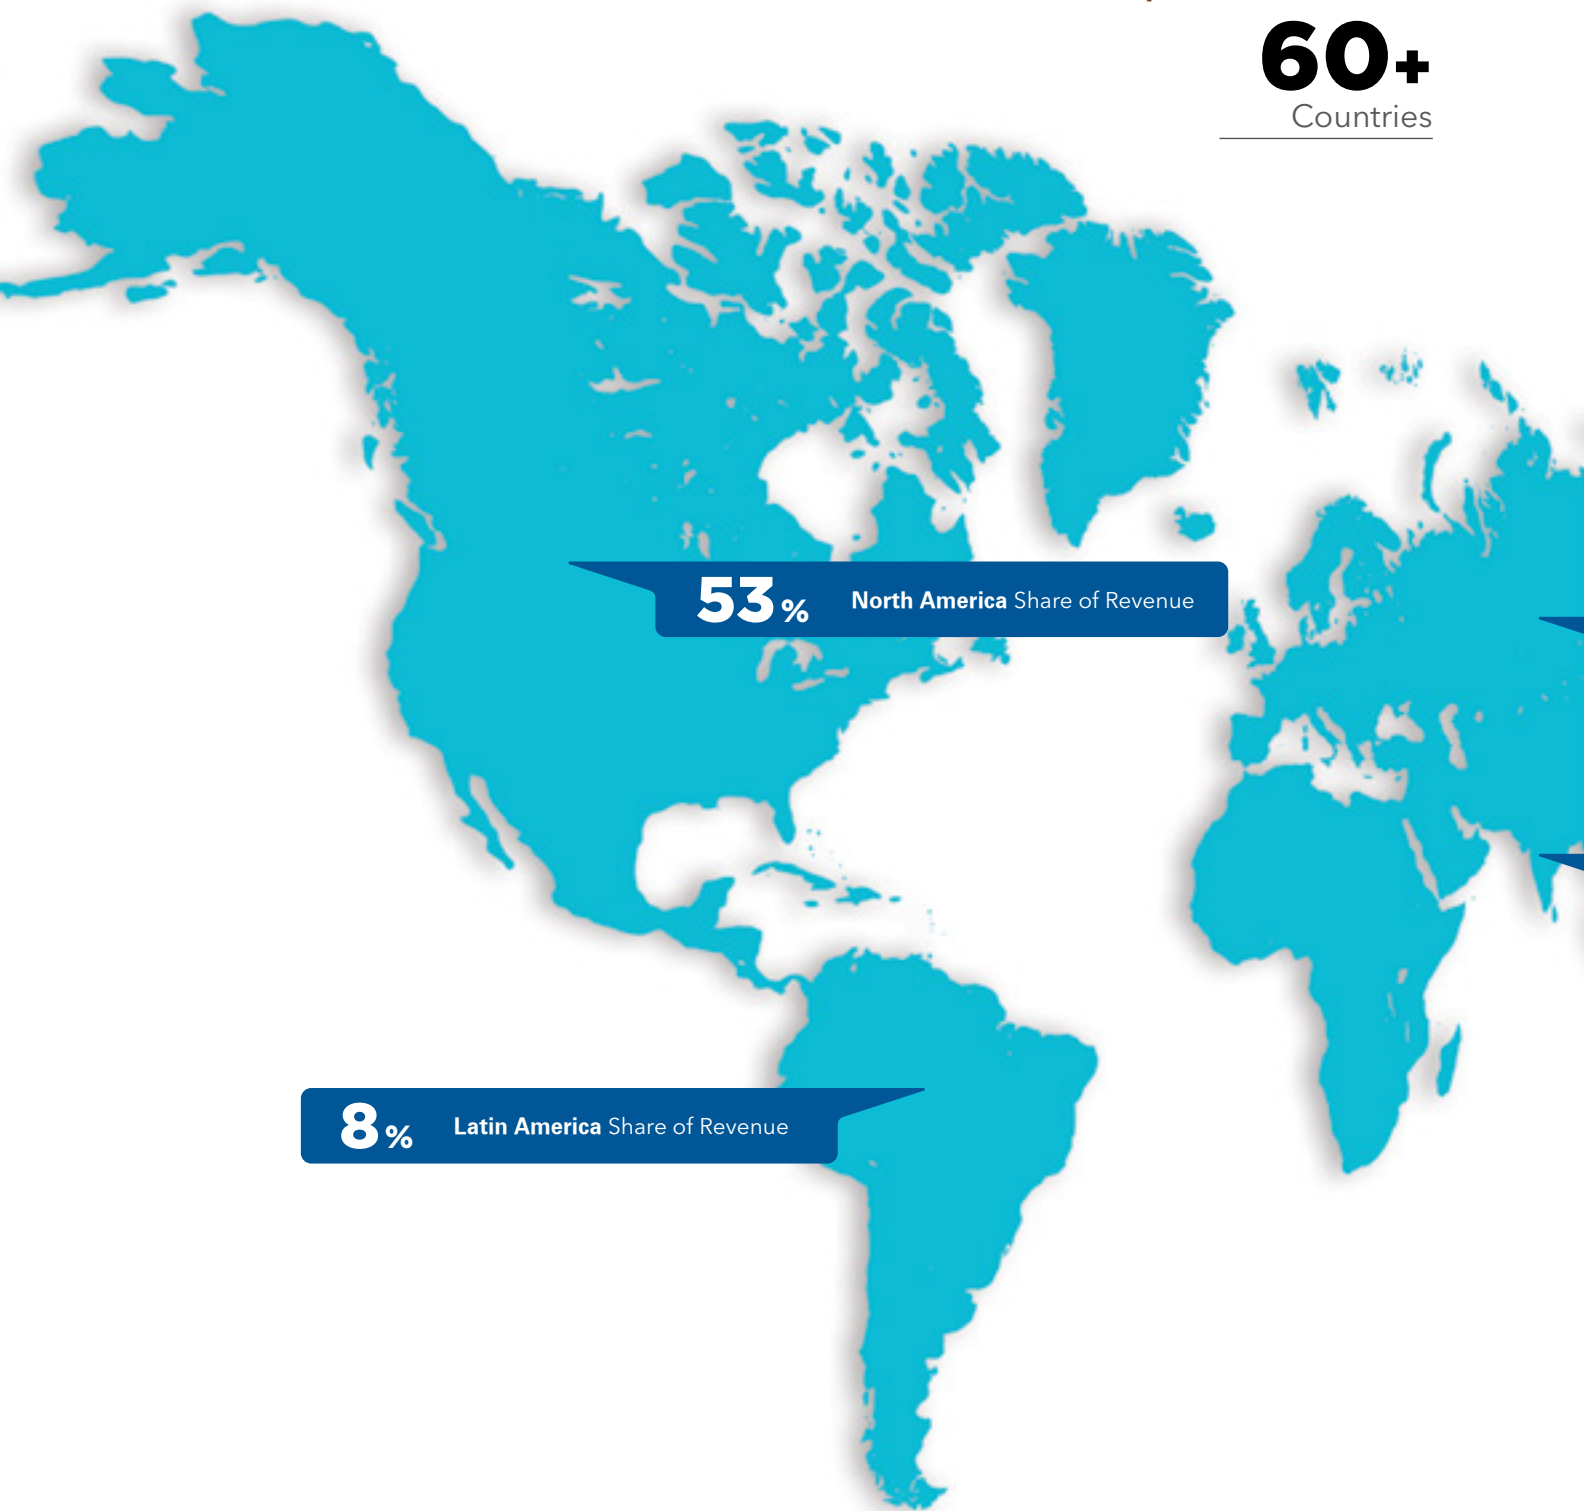 60+
Countries
53% North America Share of Revenue
8% Latin America Share of Revenue